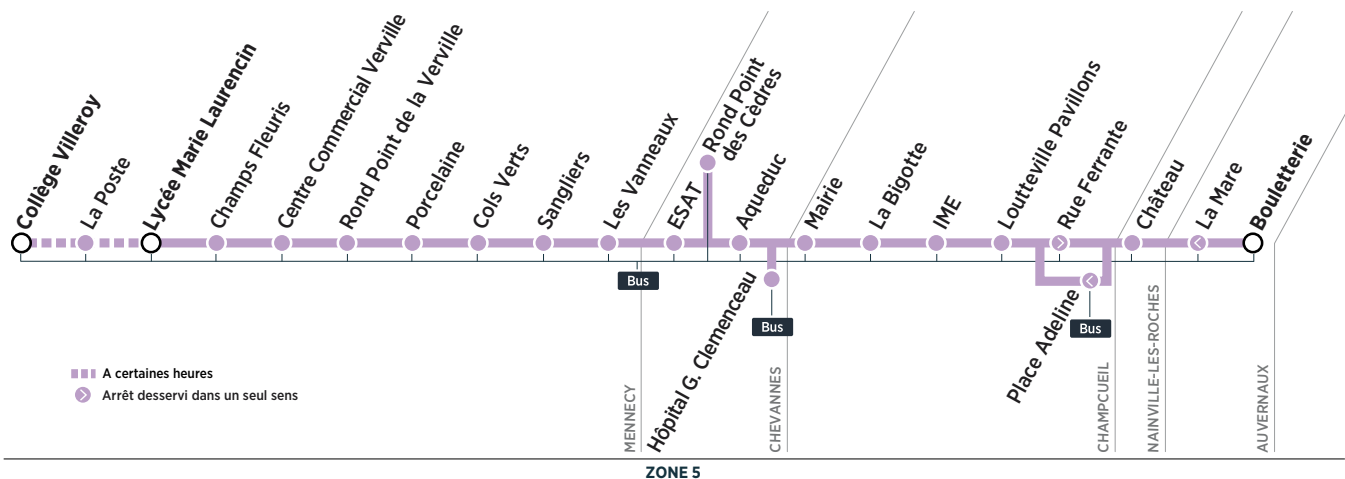 Collège Villeroy
La Poste
Lycée Marie Laurencin
Champs Fleuris
Centre Commercial Verville
Rond Point de la Verville
Porcelaine
Cols Verts
Sangliers
Les Vanneaux
ESAT
Rond Point
des Cèdres
Aqueduc
Mairie
La Bigotte
IME
Loutteville Pavillons
Rue Ferrante
Château
La Mare
Bouletterie
Bus
Hôpital G. Clemenceau
Bus
Place Adeline
Bus
A certaines heures
Arrêt desservi dans un seul sens
MENNECY
CHEVANNES
CHAMPCUEIL
NAINVILLE-LES-ROCHES
AUVERNAUX
ZONE 5